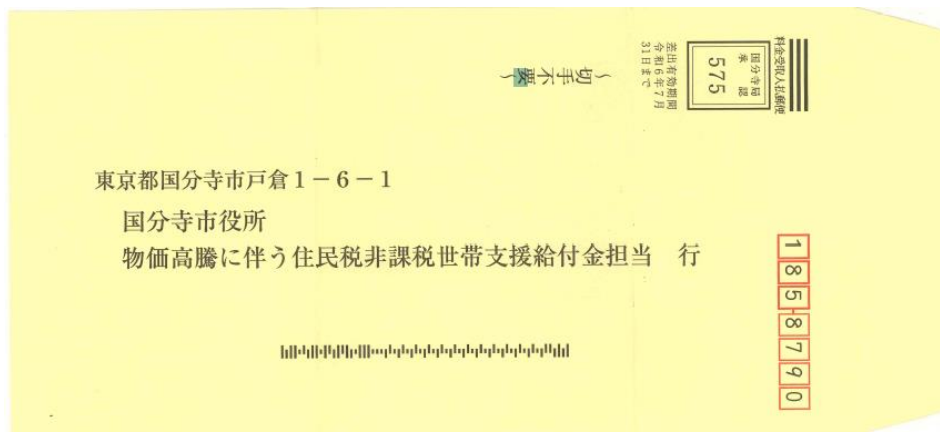 料金受取人払郵便
国分寺局
承認
575
差出有効期間
令和6年7月
31日まで
~切手不要~
東京都国分寺市戸倉1-6-1
国分寺市役所
物価高騰に伴う住民税非課税世帯支援給付金担当 行
185-8790